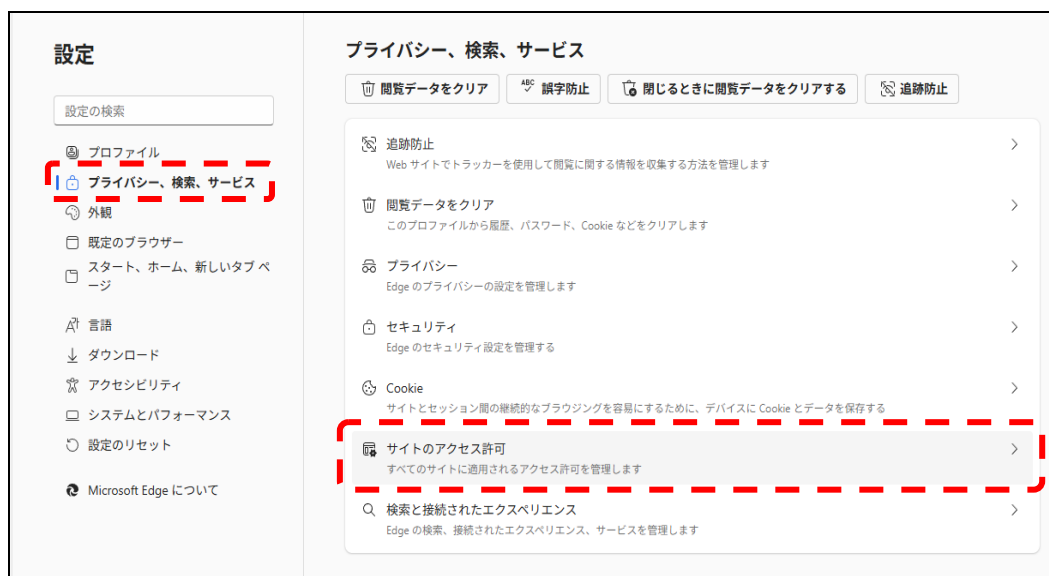 設定
設定の検索
プロファイル
プライバシー、検索、サービス
外観
既定のブラウザー
スタート、ホーム、新しいタブ ペ
ージ
言語
ダウンロード
アクセシビリティ
システムとパフォーマンス
設定のリセット
Microsoft Edge について
プライバシー、検索、サービス
閲覧データをクリア
ABC 誤字防止
閉じるときに閲覧データをクリアする
追跡防止
追跡防止
Web サイトでトラッカーを使用して閲覧に関する情報を収集する方法を管理します
閲覧データをクリア
このプロファイルから履歴、パスワード、Cookie などをクリアします
プライバシー
Edge のプライバシーの設定を管理します
セキュリティ
Edge のセキュリティ設定を管理する
Cookie
サイトとセッション間の継続的なブラウジングを容易にするために、デバイスに Cookie とデータを保存する
サイトのアクセス許可
すべてのサイトに適用されるアクセス許可を管理します
検索と接続されたエクスペリエンス
Edge の検索、接続されたエクスペリエンス、サービスを管理します